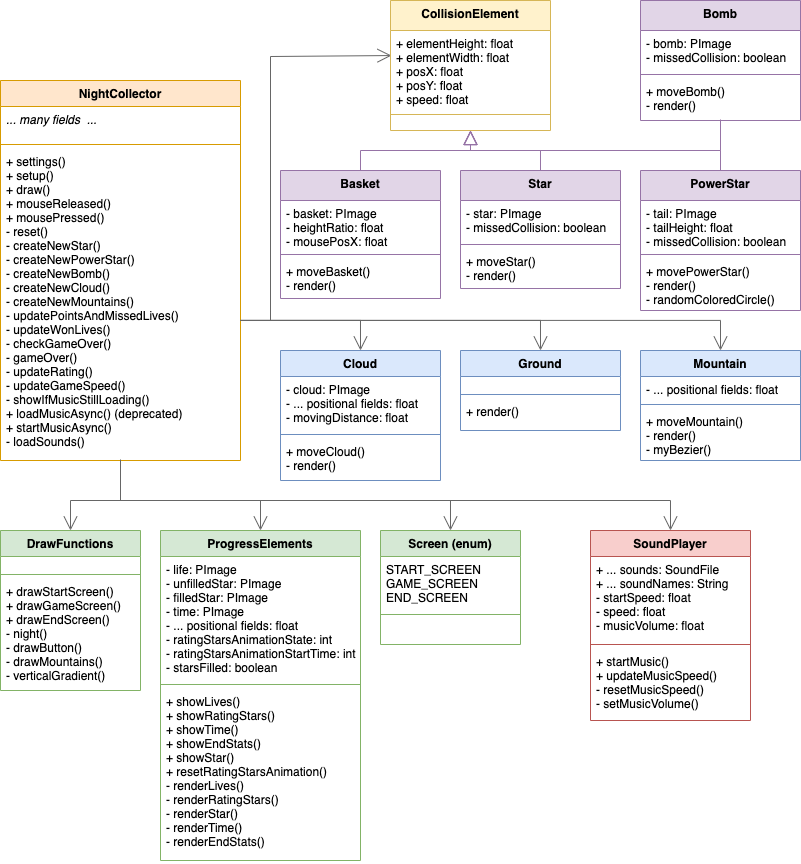 CollisionElement
+ elementHeight: float
+ elementWidth: float
+ posX: float
+ posY: float
+ speed: float
Bomb
- bomb: PImage
- missedCollision: boolean
+ moveBomb()
- render()
NightCollector
... many fields ...
+ settings()
+ setup()
+ draw()
+ mouseReleased()
+ mousePressed()
- reset()
- createNewStar()
- createNewPowerStar()
- createNewBomb()
- createNewCloud()
- createNewMountains()
- updatePointsAndMissedLives()
- updateWonLives()
- checkGameOver()
- gameOver()
- updateRating()
- updateGameSpeed()
- showIfMusicStillLoading()
+ loadMusicAsync() (deprecated)
+ startMusicAsync()
- loadSounds()
Basket
- basket: PImage
- heightRatio: float
- mousePosX: float
+ moveBasket()
- render()
Star
- star: PImage
- missedCollision: boolean
+ moveStar()
- render()
PowerStar
- tail: PImage
- tailHeight: float
- missedCollision: boolean
+ movePowerStar()
- render()
- randomColoredCircle()
Cloud
- cloud: PImage
- ... positional fields: float
- movingDistance: float
+ moveCloud()
- render()
Ground
+ render()
Mountain
- ... positional fields: float
+ moveMountain()
- render()
- myBezier()
DrawFunctions
+ drawStartScreen()
+ drawGameScreen()
+ drawEndScreen()
- night()
- drawButton()
- drawMountains()
- verticalGradient()
ProgressElements
- life: PImage
- unfilledStar: PImage
- filledStar: PImage
- time: PImage
- ... positional fields: float
- ratingStarsAnimationState: int
- ratingStarsAnimationStartTime: int
- starsFilled: boolean
+ showLives()
+ showRatingStars()
+ showTime()
+ showEndStats()
+ showStar()
+ resetRatingStarsAnimation()
- renderLives()
- renderRatingStars()
- renderStar()
- renderTime()
- renderEndStats()
Screen (enum)
START_SCREEN
GAME_SCREEN
END_SCREEN
SoundPlayer
+ ... sounds: SoundFile
+ ... soundNames: String
- startSpeed: float
- speed: float
- musicVolume: float
+ startMusic()
+ updateMusicSpeed()
- resetMusicSpeed()
- setMusicVolume()